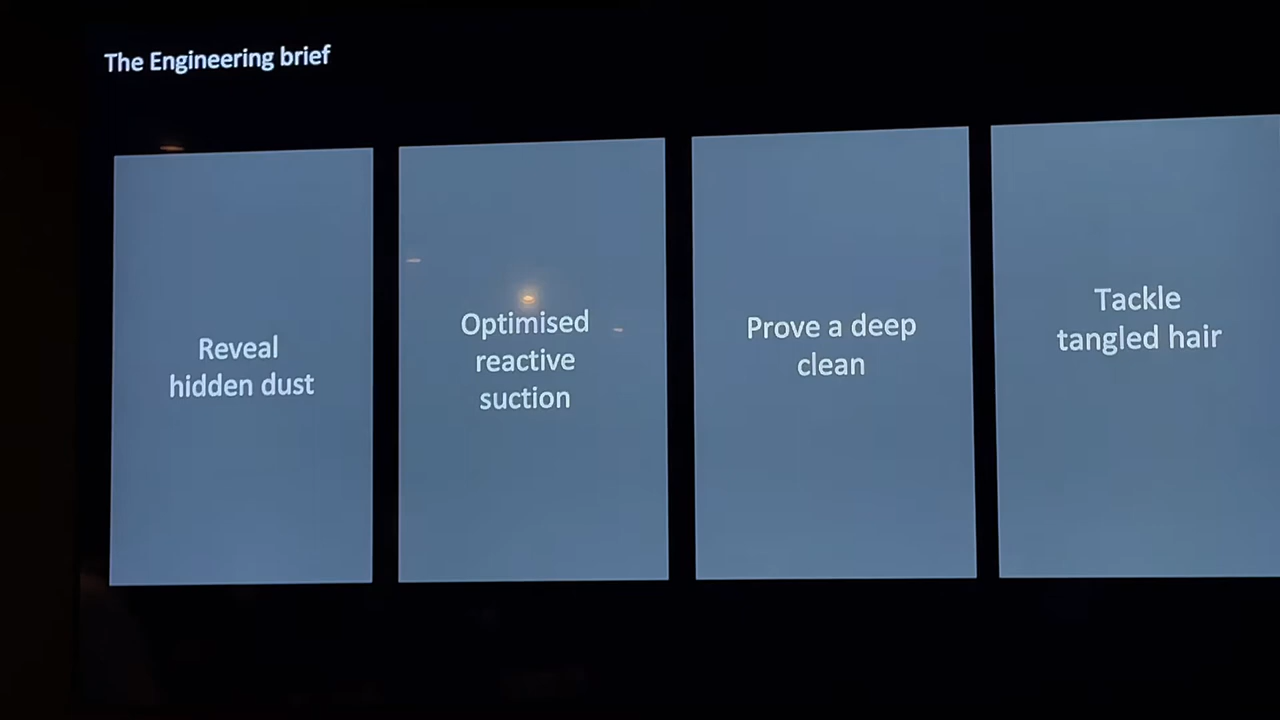 The Engineering brief
Reveal
hidden dust
Optimised
reactive
suction
Prove a deep
clean
Tackle
tangled hair